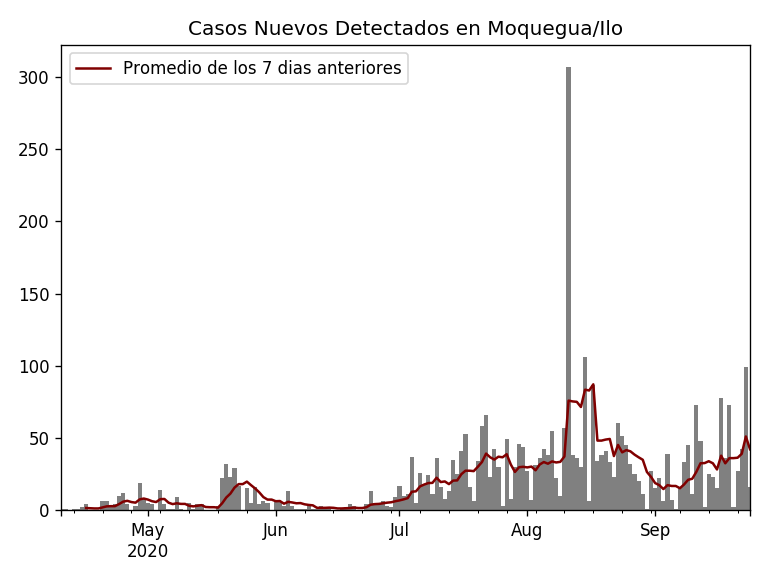 Casos Nuevos Detectados en Moquegua/Ilo
Promedio de los 7 dias anteriores
300
250
200
150
100
50
0
May
2020
Jun
Jul
Aug
Sep